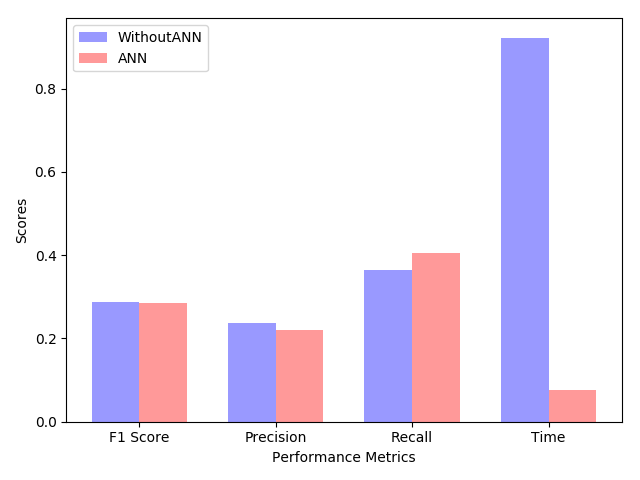 WithoutANN
ANN
Scores
0.8
0.6
0.4
0.2
0.0
F1 Score Precision Recall Time
Performance Metrics